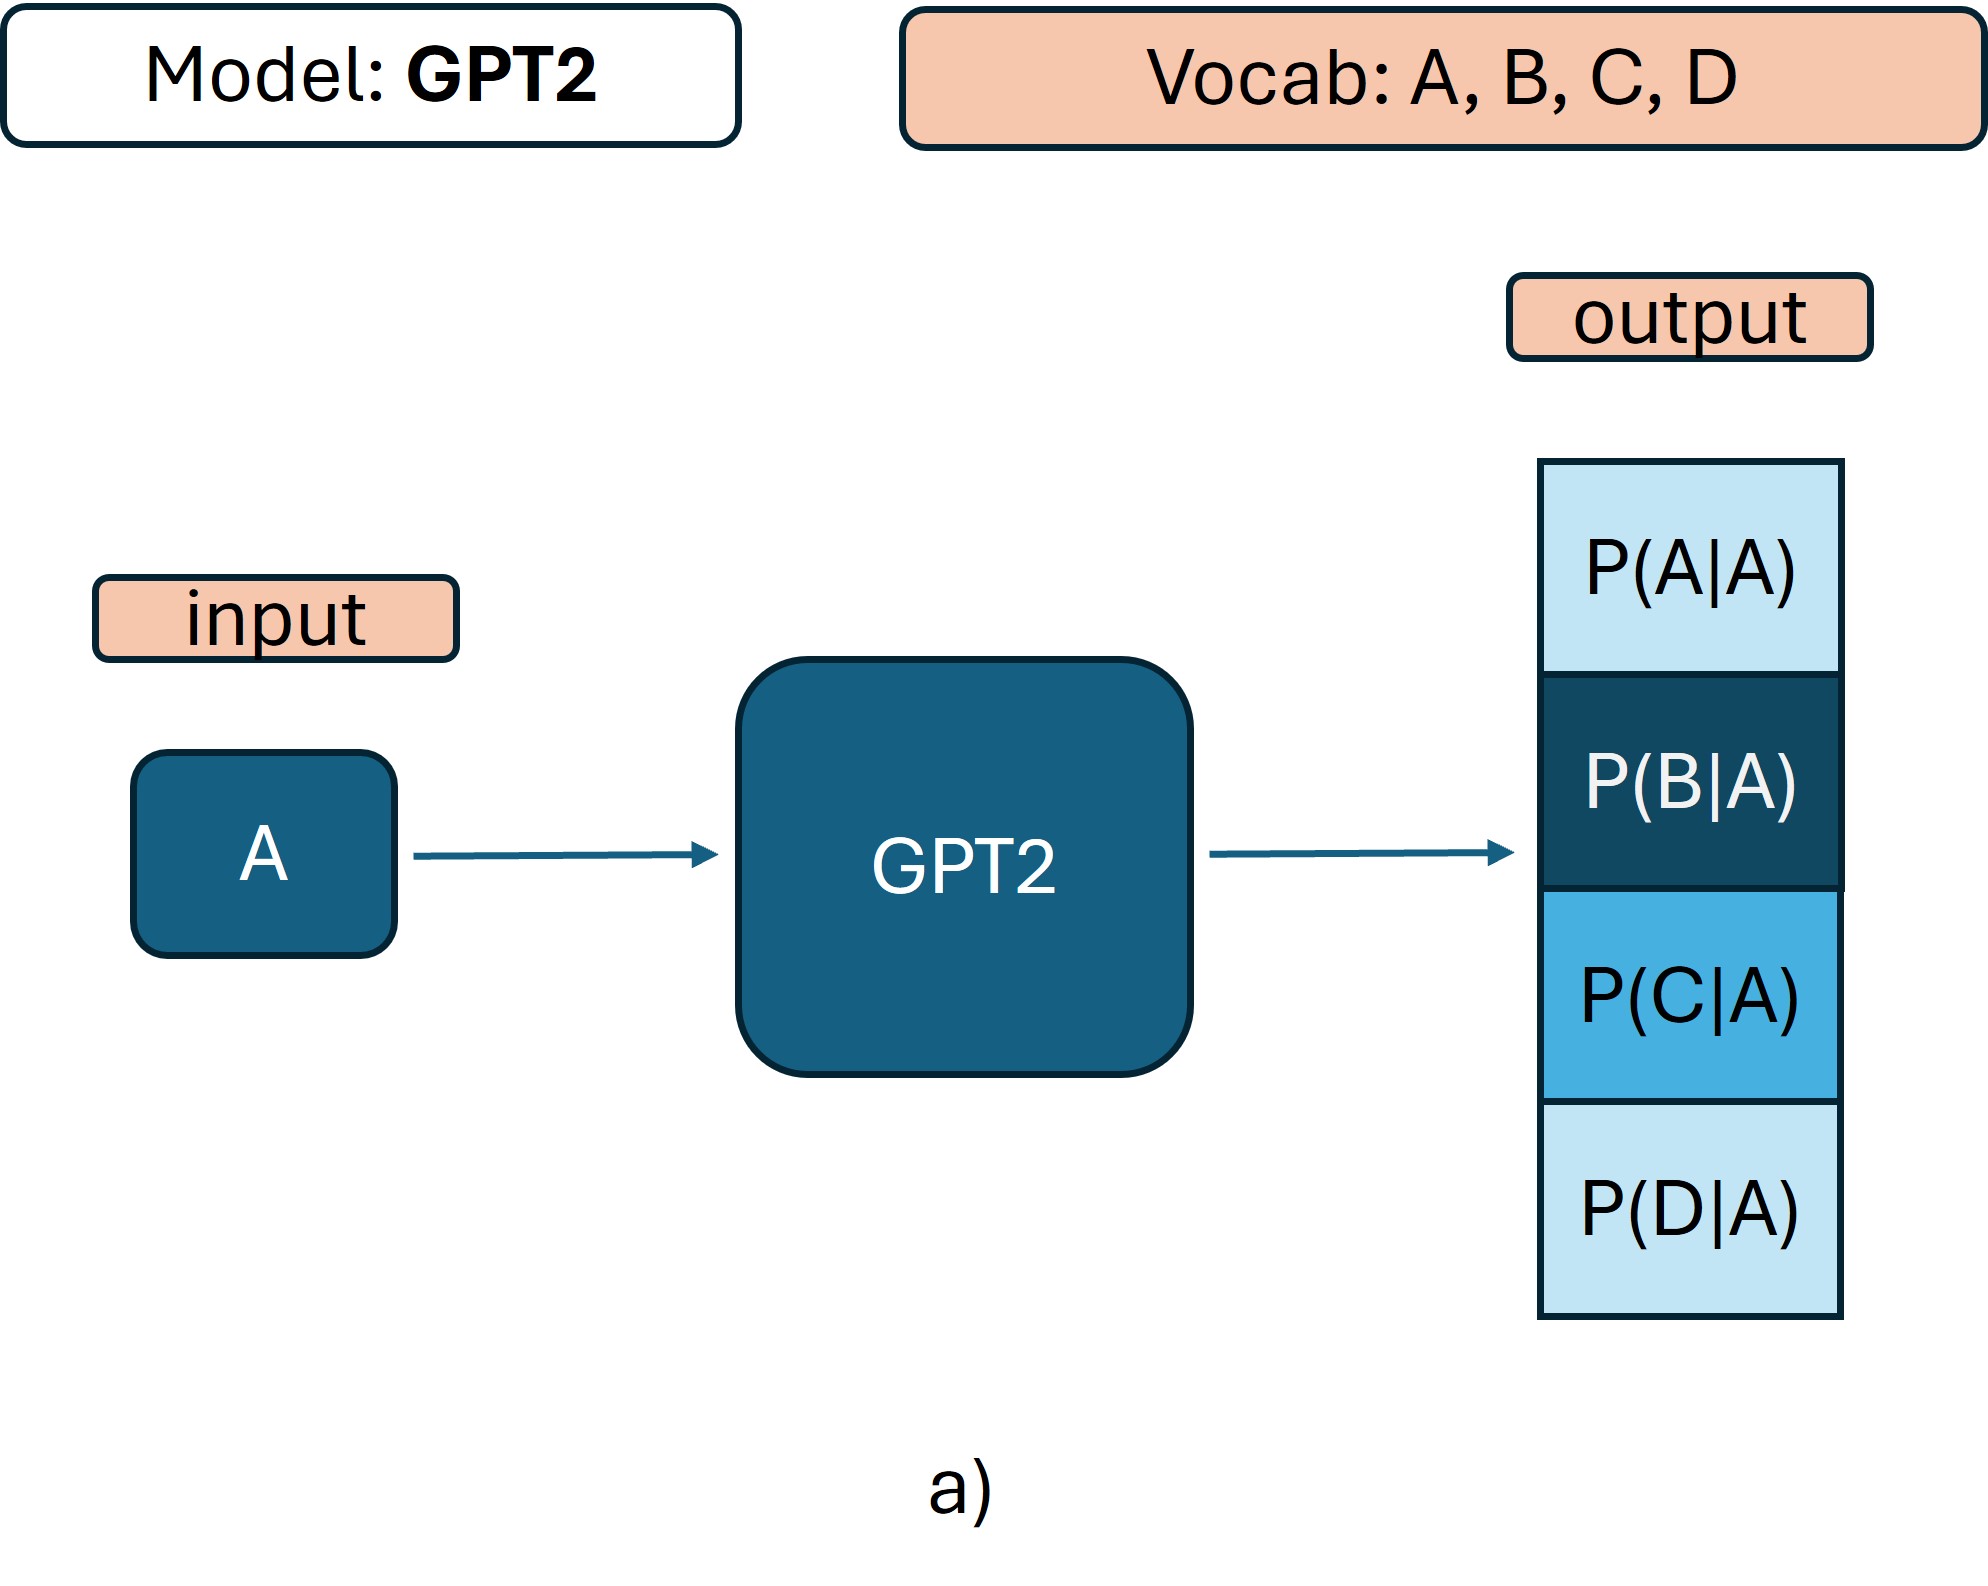 Model: GPT2
Vocab: A, B, C, D
output
input
A
GPT2
P(A|A)
P(B|A)
P(C|A)
P(D|A)
a)